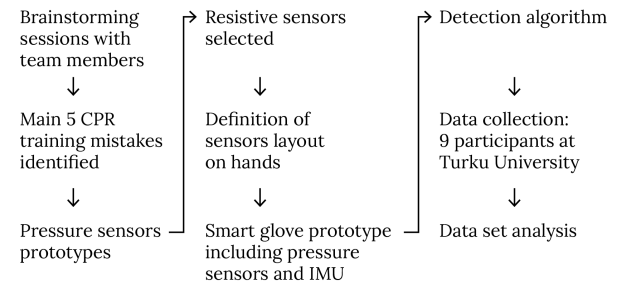 Brainstorming
sessions with
team members
Main 5 CPR
training mistakes
identified
Pressure sensors
prototypes
Resistive sensors
selected
Definition of
sensors layout
on hands
Smart glove prototype
including pressure
sensors and IMU
Detection algorithm
Data collection:
9 participants at
Turku University
Data set analysis